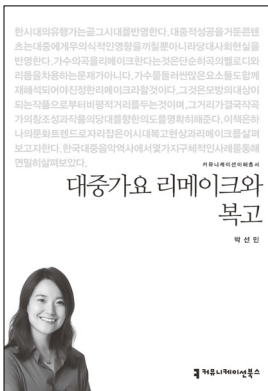 한시대의유행가는곧그시대를반영한다.대중적성공을거둔콘텐
츠는대중에게무의식적인영향을끼칠뿐아니라당대사회현실을
반영한다.가수의곡을리메이크한다는것은단순히곡의멜로디와
리듬을차용하는문제가아니다.가수를둘러싼많은요소들도함께
재해석되어야진정한리메이크라할것이다.그것은모방의대상이
되는작품으로부터비평적거리를두는것이며,그거리가결국작곡
가의창조성과작품의당대를향한의도를명확히해준다.이책은하
나의문화트렌드로자리잡은이시대복고현상과리메이크를살펴
보고자한다.한국대중음악역사에서몇가지구체적인사례를통해
면밀히살펴보았다.
커뮤니케이션이해총서
대중가요 리메이크와
복고
박선민
커뮤니케이션북스